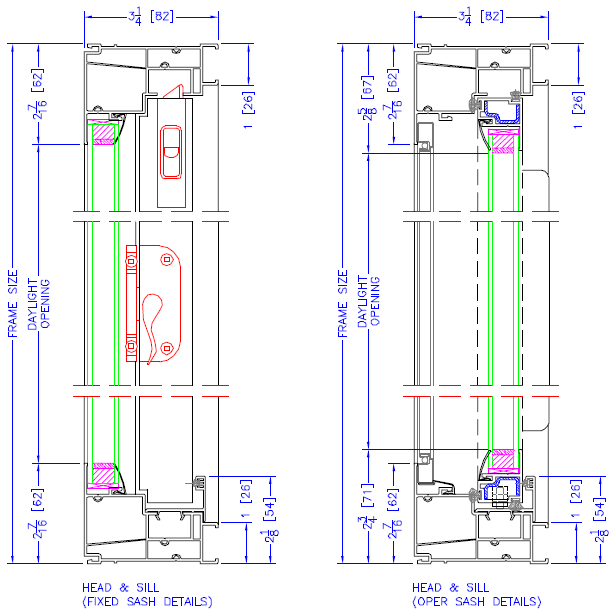 3 1/4 [82]
2 7/16 [62]
1 [26]
FRAME SIZE
DAYLIGHT
OPENING
2 7/16 [62]
1 [26]
2 1/8 [54]
HEAD & SILL
(FIXED SASH DETAILS)
3 1/4 [82]
2 5/8 [67]
2 7/16 [62]
1 [26]
FRAME SIZE
DAYLIGHT
OPENING
2 3/4 [71]
2 7/16 [62]
1 [26]
2 1/8 [54]
HEAD & SILL
(OPER SASH DETAILS)